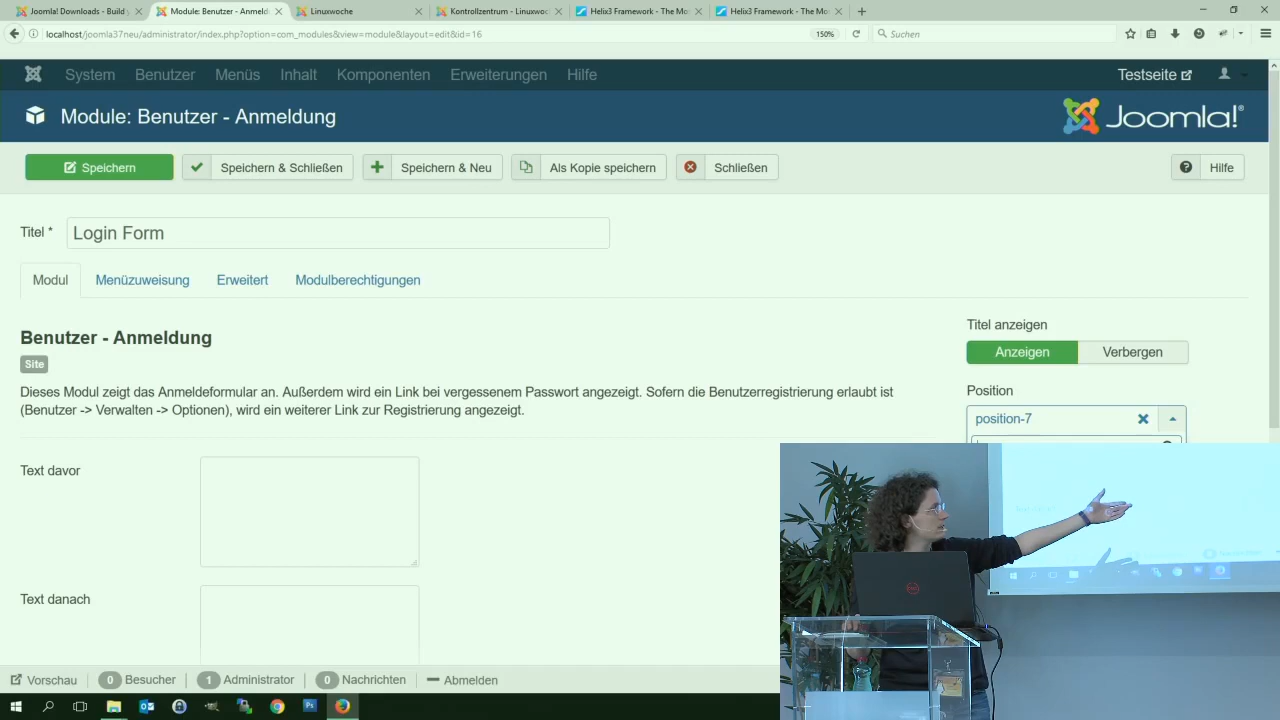 Joomla! Downloads - Build y
Module: Benutzer - Anmeld
Linuxwoche
Kontrollzentrum - Linuxwoc
Helix3 Framework - The Mo
Helix3 Framework - The Mo
localhost/joomla37neu/administrator/index.php?option=com_modules&view=module&layout=edit&id=16
150%
Suchen
System Benutzer Menüs Inhalt Komponenten Erweiterungen Hilfe
Testseite
Module: Benutzer - Anmeldung
Joomla!®
Speichern
Speichern & Schließen
Speichern & Neu
Als Kopie speichern
Schließen
Hilfe
Titel *
Login Form
Modul Menüzuweisung Erweitert Modulberechtigungen
Benutzer - Anmeldung
Site
Dieses Modul zeigt das Anmeldeformular an. Außerdem wird ein Link bei vergessenem Passwort angezeigt. Sofern die Benutzerregistrierung erlaubt ist
(Benutzer -> Verwalten -> Optionen), wird ein weiterer Link zur Registrierung angezeigt.
Text davor
Text danach
Titel anzeigen
Anzeigen Verbergen
Position
position-7
Vorschau
0 Besucher
1 Administrator
0 Nachrichten
Abmelden